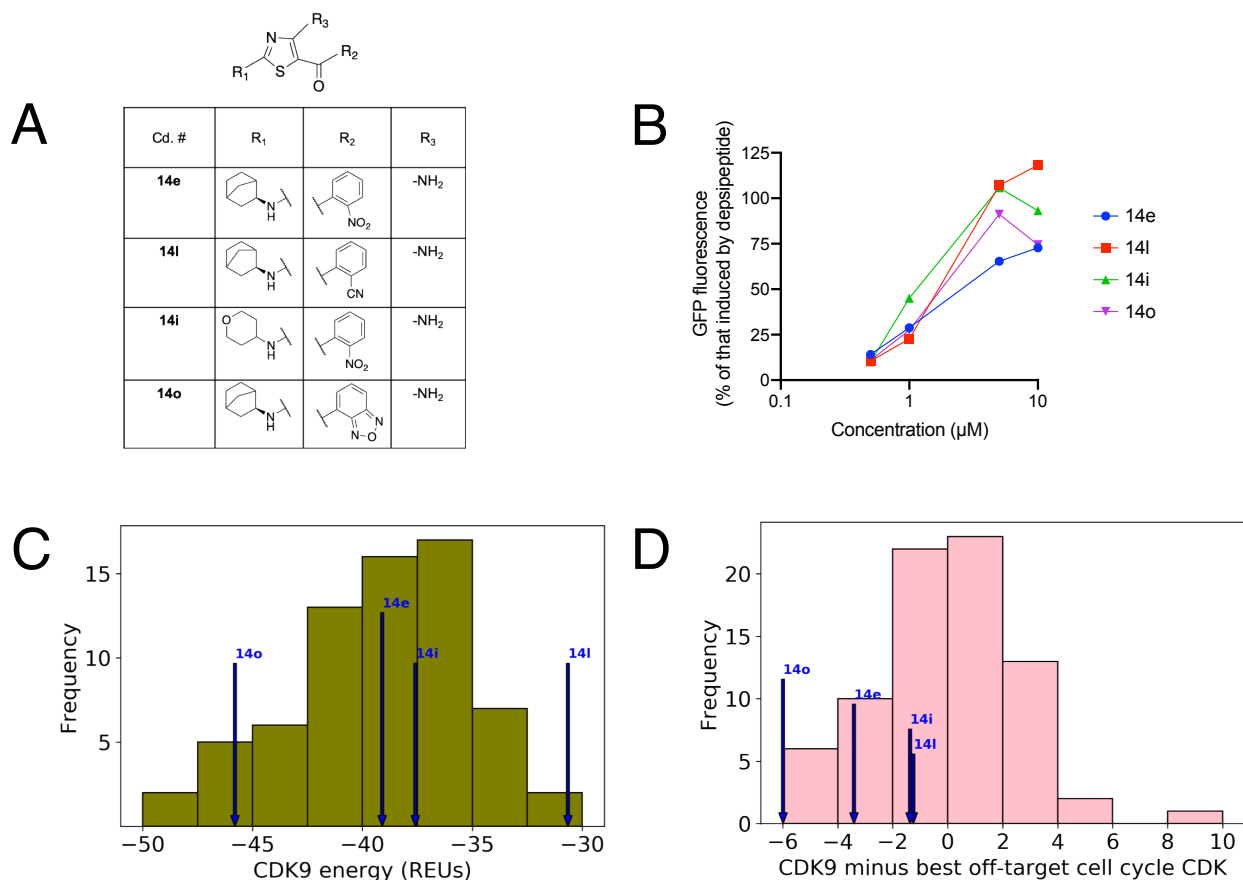 R3
N
R1
S
R2
O
A
Cd. # R1 R2 R3
14e N H NO2 -NH2
14l N H CN -NH2
14i O N H NO2 -NH2
14o N H N O N -NH2
B
GFP fluorescence
(% of that induced by depsipeptide)
125
100
75
50
25
0
0.1 1 10
Concentration (µM)
14e
14l
14i
14o
C
Frequency
15
10
5
14o
14e
14i
14l
−50 −45 −40 −35 −30
CDK9 energy (REUs)
D
Frequency
20
15
10
5
0
14o
14e
14i
14l
−6 −4 −2 0 2 4 6 8 10
CDK9 minus best off-target cell cycle CDK